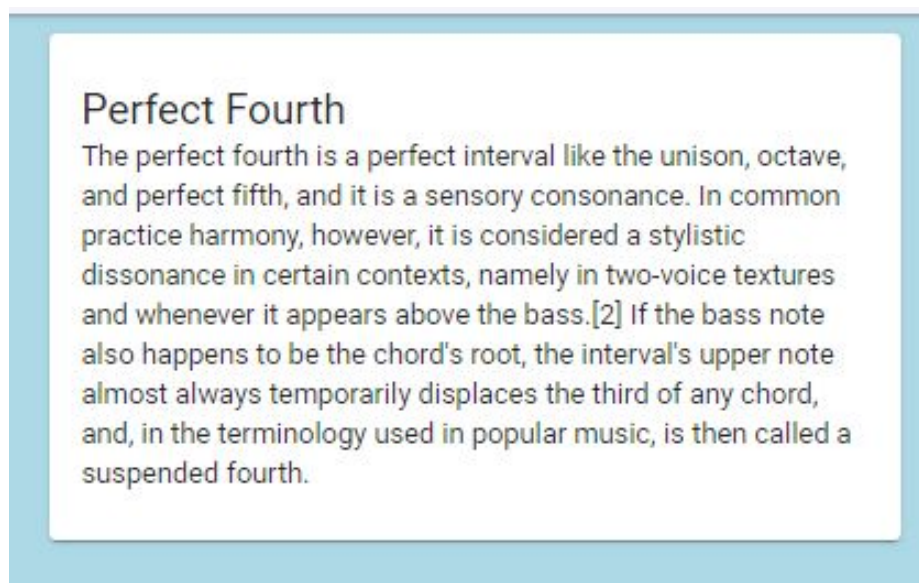 Perfect Fourth
The perfect fourth is a perfect interval like the unison, octave,
and perfect fifth, and it is a sensory consonance. In common
practice harmony, however, it is considered a stylistic
dissonance in certain contexts, namely in two-voice textures
and whenever it appears above the bass.[2] If the bass note
also happens to be the chord's root, the interval's upper note
almost always temporarily displaces the third of any chord,
and, in the terminology used in popular music, is then called a
suspended fourth.